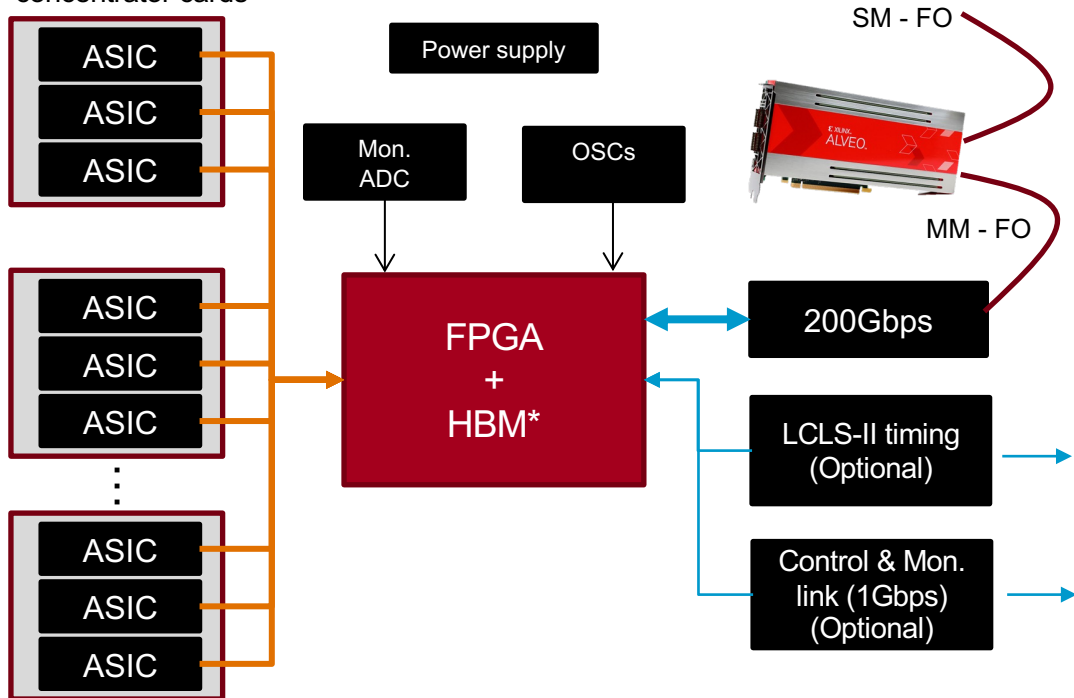 concentrator cards
ASIC
ASIC
ASIC
ASIC
ASIC
ASIC
ASIC
ASIC
ASIC
Power supply
Mon.
ADC
OSCs
FPGA
+
HBM*
SM - FO
XILINX
ALVEO
MM - FO
200Gbps
LCLS-II timing
(Optional)
Control & Mon.
link (1Gbps)
(Optional)